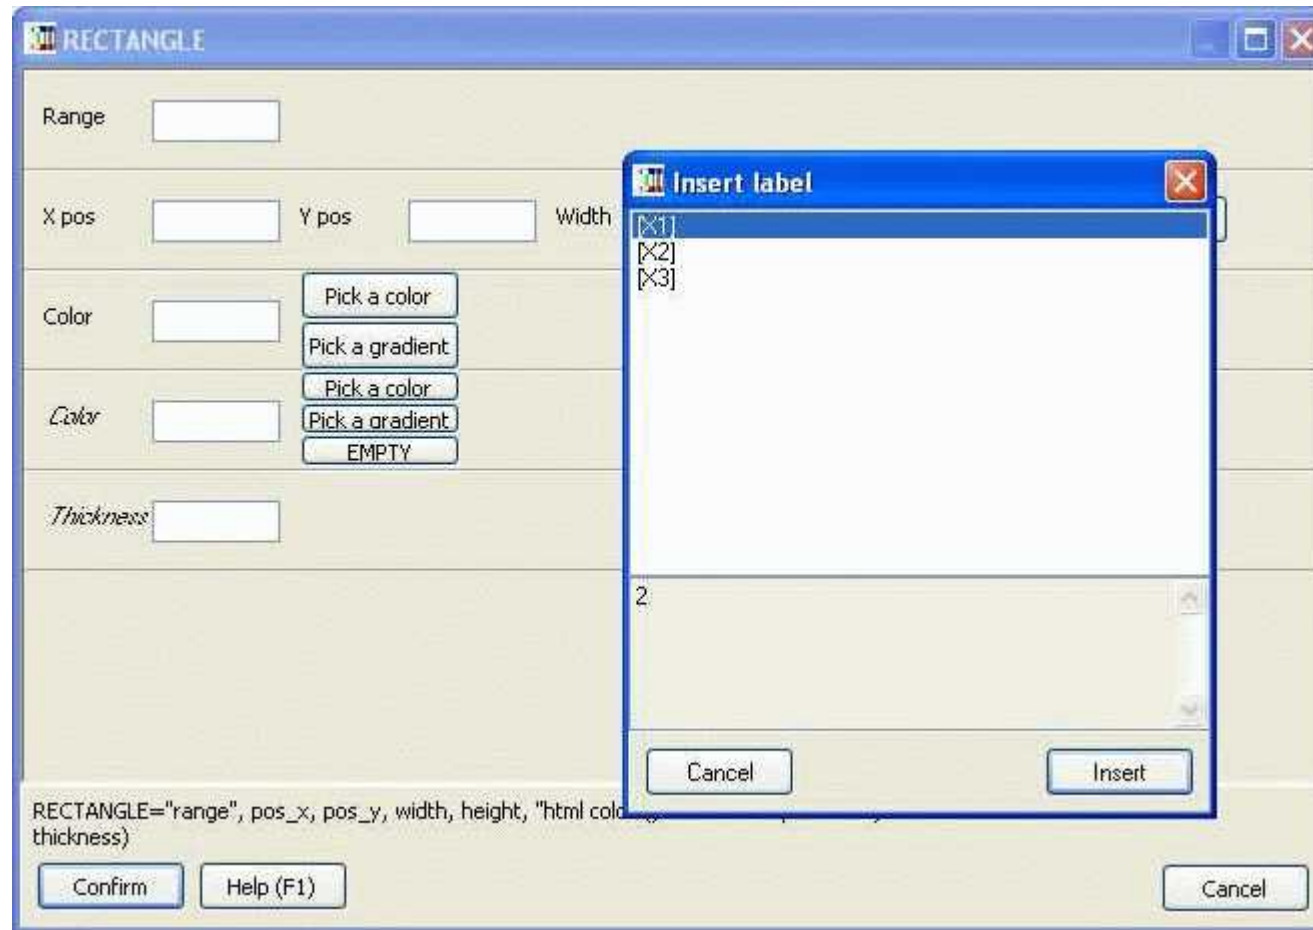 RECTANGLE
Range
Insert label
X pos
Y pos
Width
[X1]
[X2]
[X3]
Color
Pick a color
Pick a gradient
Color
Pick a color
Pick a gradient
EMPTY
Thickness
2
Cancel
Insert
RECTANGLE="range", pos_x, pos_y, width, height, "html
thickness)
Confirm
Help (F1)
Cancel